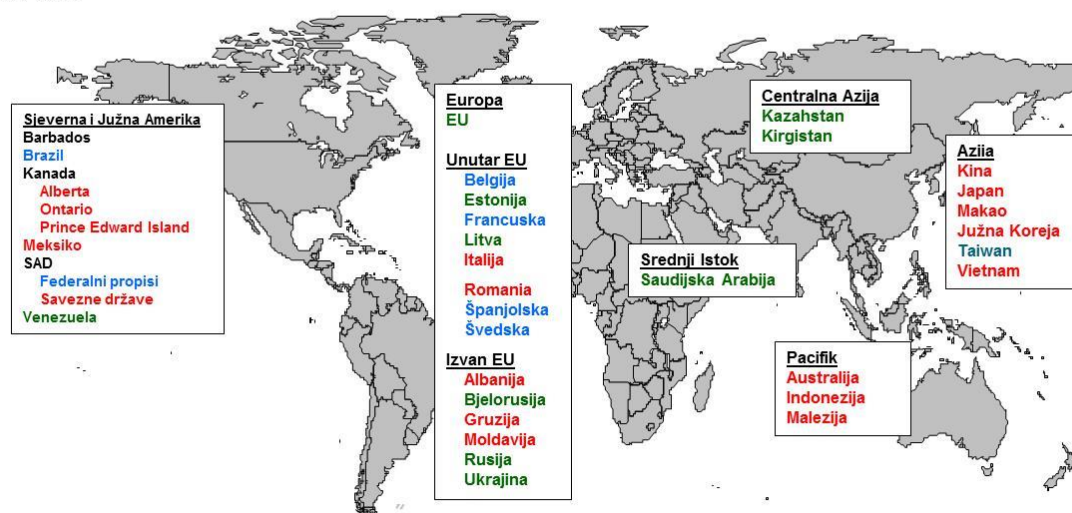 Sjeverna i Južna Amerika
Barbados
Brazil
Kanada
Alberta
Ontario
Prince Edward Island
Meksiko
SAD
Federalni propisi
Savezne države
Venezuela
Europa
EU
Unutar EU
Belgija
Estonija
Francuska
Litva
Italija
Romania
Španjolska
Švedska
Izvan EU
Albanija
Bjelorusija
Gruzija
Moldavija
Rusija
Ukrajina
Centralna Azija
Kazahstan
Kirgistan
Srednji Istok
Saudijska Arabija
Aziia
Kina
Japan
Makao
Južna Koreja
Taiwan
Vietnam
Pacifik
Australija
Indonezija
Malezija